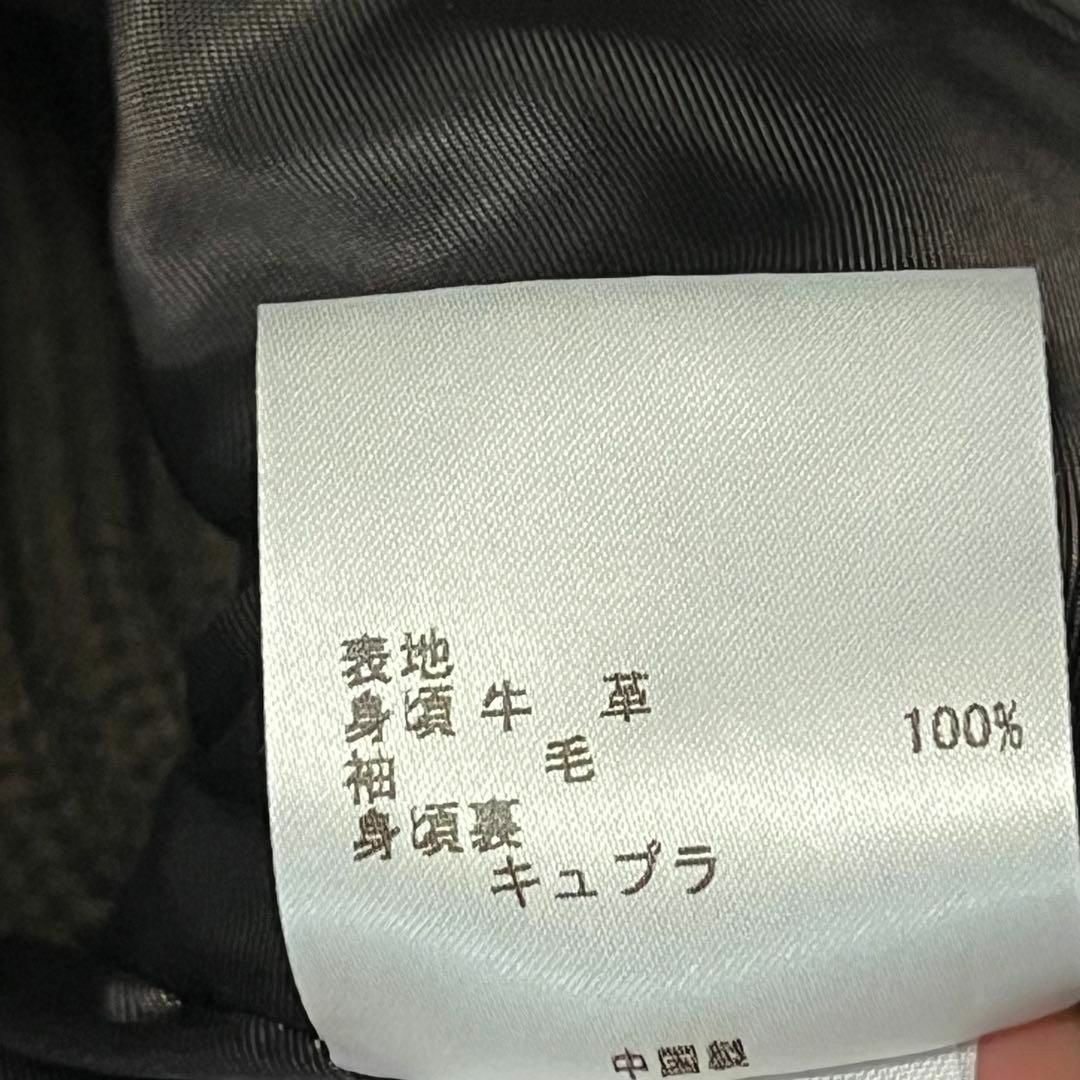 表地
身頃 牛 革
袖 毛 100%
身頃裏
キュプラ
中国製